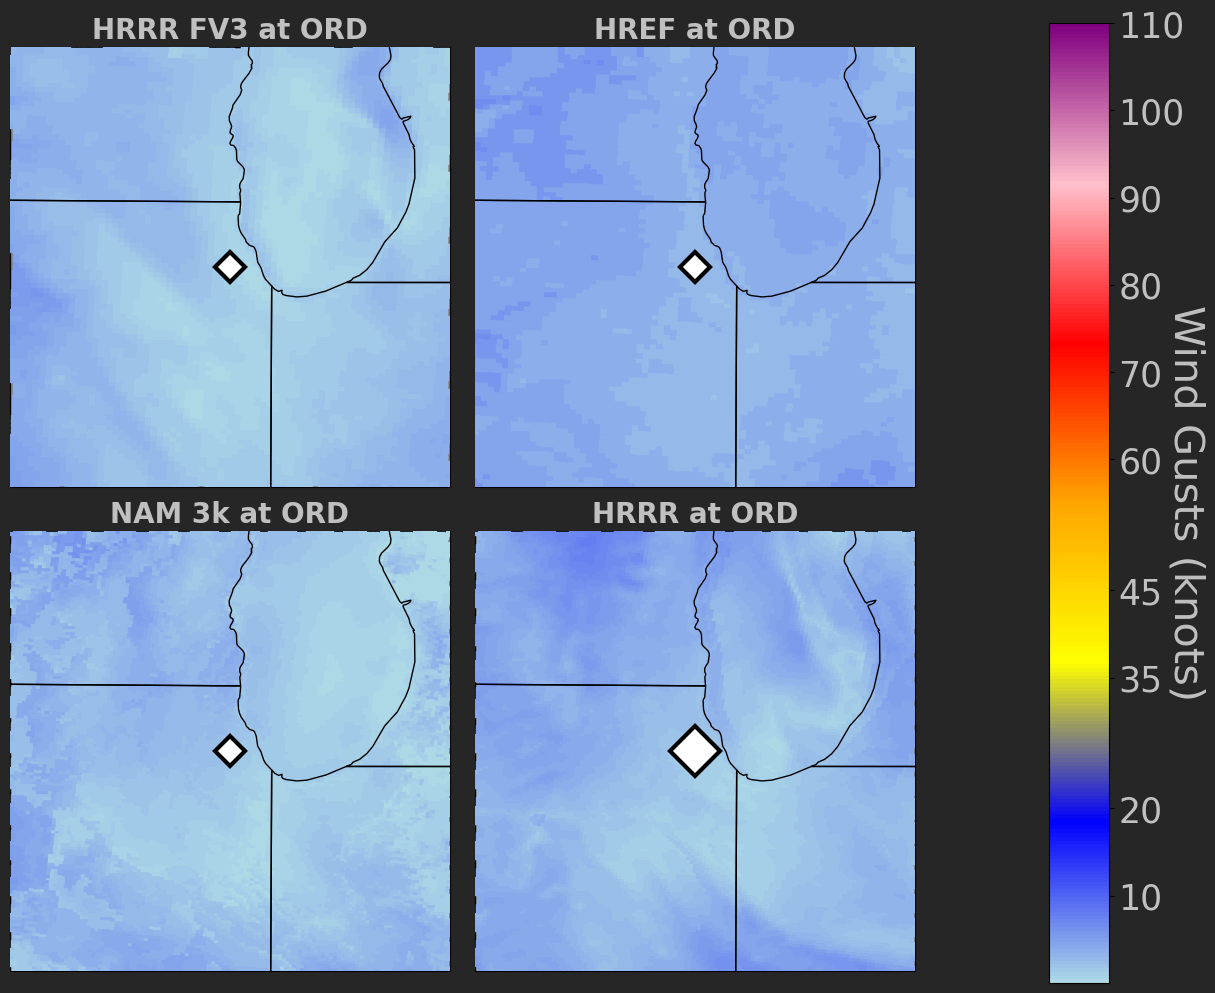 HRRR FV3 at ORD
HREF at ORD
NAM 3k at ORD
HRRR at ORD
110
100
90
80
70
60
45
35
20
10
Wind Gusts (knots)